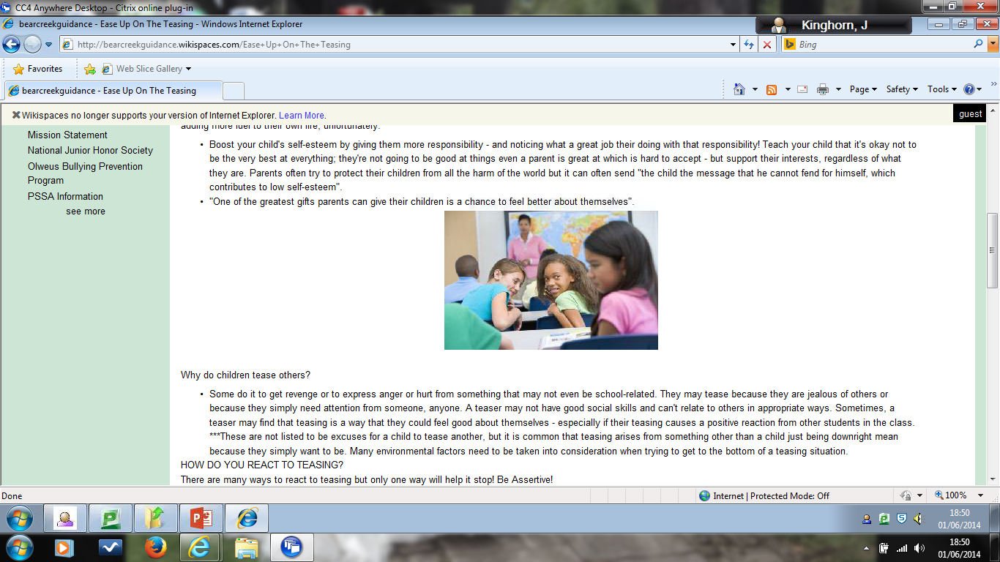 CC4 Anywhere Desktop - Citrix online plug-in
bearcreekguidance - Ease Up On The Teasing - Windows Internet Explorer
Kinghorn, J
http://bearcreekguidance.wikispaces.com/Ease+Up+On+The+Teasing
Bing
Favorites
Web Slice Gallery
bearcreekguidance - Ease Up On The Teasing
Page
Safety
Tools
Wikispaces no longer supports your version of Internet Explorer. Learn More.
guest
Mission Statement
National Junior Honor Society
Olweus Bullying Prevention
Program
PSSA Information
see more
adding more fuel to their own fire, unfortunately.
• Boost your child's self-esteem by giving them more responsibility - and noticing what a great job their doing with that responsibility! Teach your child that it's okay not to
be the very best at everything; they're not going to be good at things even a parent is great at which is hard to accept - but support their interests, regardless of what
they are. Parents often try to protect their children from all the harm of the world but it can often send "the child the message that he cannot fend for himself, which
contributes to low self-esteem".
• "One of the greatest gifts parents can give their children is a chance to feel better about themselves".
Why do children tease others?
• Some do it to get revenge or to express anger or hurt from something that may not even be school-related. They may tease because they are jealous of others or
because they simply need attention from someone, anyone. A teaser may not have good social skills and can't relate to others in appropriate ways. Sometimes, a
teaser may find that teasing is a way that they could feel good about themselves - especially if their teasing causes a positive reaction from other students in the class.
***These are not listed to be excuses for a child to tease another, but it is common that teasing arises from something other than a child just being downright mean
because they simply want to be. Many environmental factors need to be taken into consideration when trying to get to the bottom of a teasing situation.
HOW DO YOU REACT TO TEASING?
There are many ways to react to teasing but only one way will help it stop! Be Assertive!
Done
Internet | Protected Mode: Off
100%
18:50
01/06/2014
18:50
01/06/2014